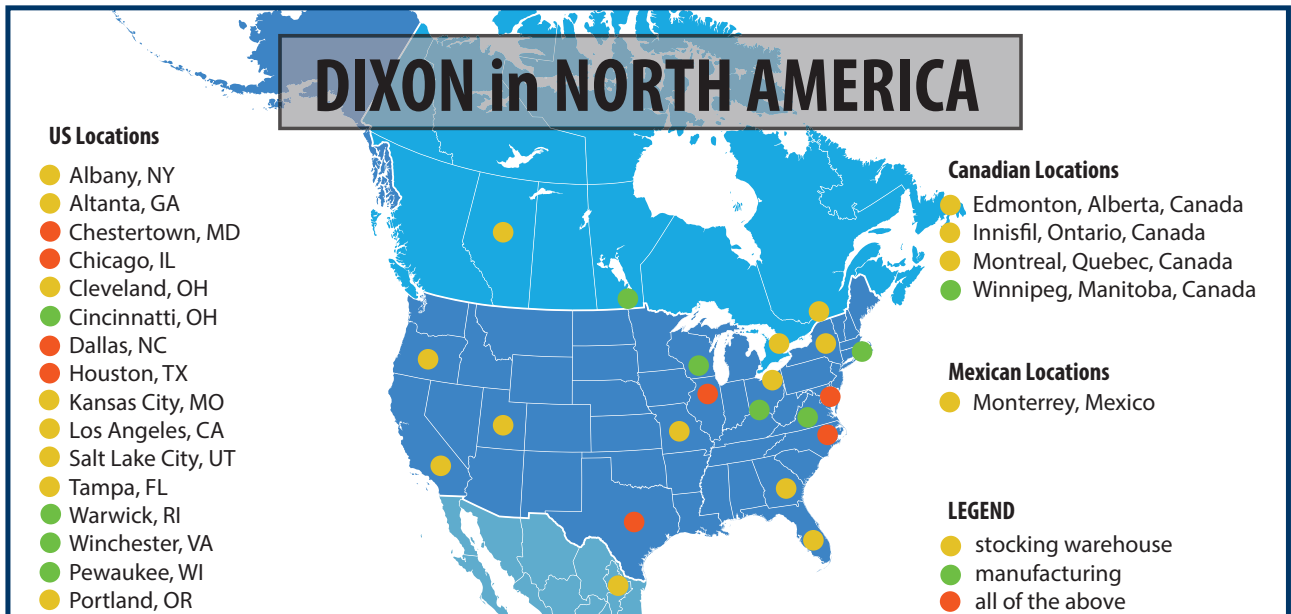 DIXON in NORTH AMERICA
US Locations
Albany, NY
Altanta, GA
Chestertown, MD
Chicago, IL
Cleveland, OH
Cincinnatti, OH
Dallas, NC
Houston, TX
Kansas City, MO
Los Angeles, CA
Salt Lake City, UT
Tampa, FL
Warwick, RI
Winchester, VA
Pewaukee, WI
Portland, OR
Canadian Locations
Edmonton, Alberta, Canada
Innisfil, Ontario, Canada
Montreal, Quebec, Canada
Winnipeg, Manitoba, Canada
Mexican Locations
Monterrey, Mexico
LEGEND
stocking warehouse
manufacturing
all of the above